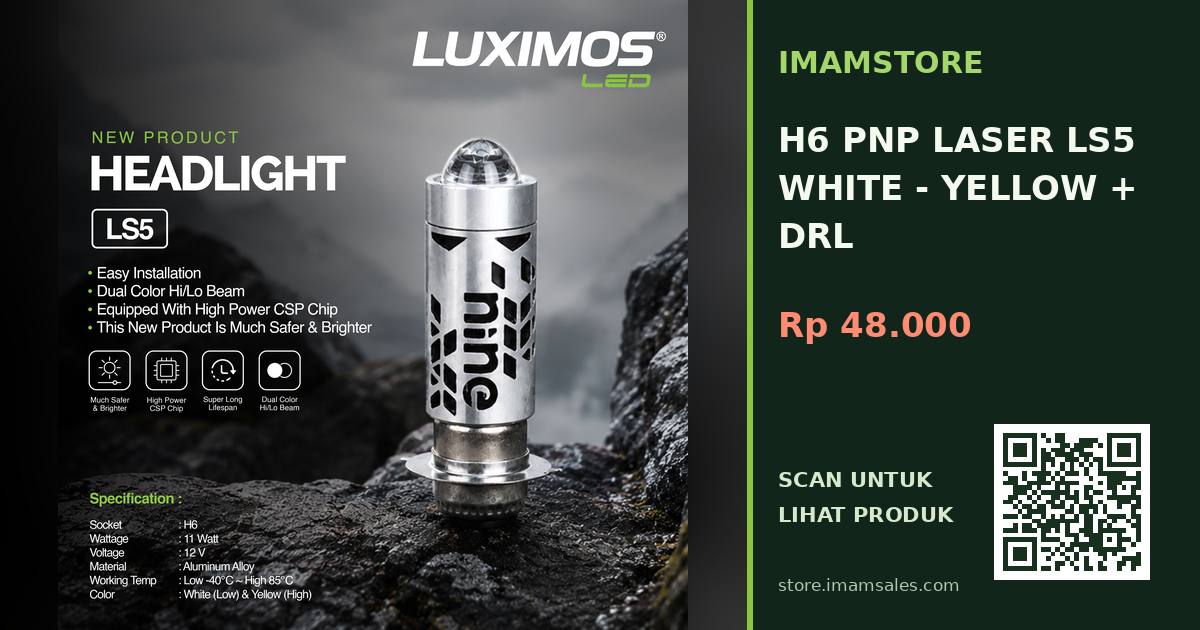 LUXIMOS®
LED
NEW PRODUCT
HEADLIGHT
LS5
• Easy Installation
• Dual Color Hi/Lo Beam
• Equipped With High Power CSP Chip
• This New Product Is Much Safer & Brighter
Much Safer
& Brighter
High Power
CSP Chip
Super Long
Lifespan
Dual Color
Hi/Lo Beam
nine
Specification :
Socket : H6
Wattage : 11 Watt
Voltage : 12 V
Material : Aluminum Alloy
Working Temp : Low -40°C ~ High 85°C
Color : White (Low) & Yellow (High)
IMAMSTORE
H6 PNP LASER LS5
WHITE - YELLOW +
DRL
Rp 48.000
SCAN UNTUK
LIHAT PRODUK
store.imamsales.com